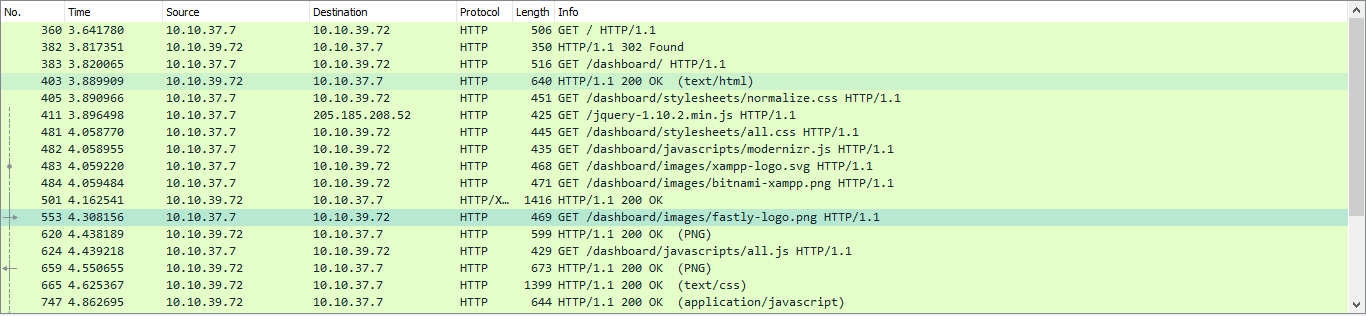 No. Time Source Destination Protocol Length Info
360 3.641780 10.10.37.7 10.10.39.72 HTTP 506 GET / HTTP/1.1
382 3.817351 10.10.39.72 10.10.37.7 HTTP 350 HTTP/1.1 302 Found
383 3.820065 10.10.37.7 10.10.39.72 HTTP 516 GET /dashboard/ HTTP/1.1
403 3.889909 10.10.39.72 10.10.37.7 HTTP 640 HTTP/1.1 200 OK (text/html)
405 3.890966 10.10.37.7 10.10.39.72 HTTP 451 GET /dashboard/stylesheets/normalize.css HTTP/1.1
411 3.896498 10.10.37.7 205.185.208.52 HTTP 425 GET /jquery-1.10.2.min.js HTTP/1.1
481 4.058770 10.10.37.7 10.10.39.72 HTTP 445 GET /dashboard/stylesheets/all.css HTTP/1.1
482 4.058955 10.10.37.7 10.10.39.72 HTTP 435 GET /dashboard/javascripts/modernizr.js HTTP/1.1
483 4.059220 10.10.37.7 10.10.39.72 HTTP 468 GET /dashboard/images/xampp-logo.svg HTTP/1.1
484 4.059484 10.10.37.7 10.10.39.72 HTTP 471 GET /dashboard/images/bitnami-xampp.png HTTP/1.1
501 4.162541 10.10.39.72 10.10.37.7 HTTP/X… 1416 HTTP/1.1 200 OK
553 4.308156 10.10.37.7 10.10.39.72 HTTP 469 GET /dashboard/images/fastly-logo.png HTTP/1.1
620 4.438189 10.10.39.72 10.10.37.7 HTTP 599 HTTP/1.1 200 OK (PNG)
624 4.439218 10.10.37.7 10.10.39.72 HTTP 429 GET /dashboard/javascripts/all.js HTTP/1.1
659 4.550655 10.10.39.72 10.10.37.7 HTTP 673 HTTP/1.1 200 OK (PNG)
665 4.625367 10.10.39.72 10.10.37.7 HTTP 1399 HTTP/1.1 200 OK (text/css)
747 4.862695 10.10.39.72 10.10.37.7 HTTP 644 HTTP/1.1 200 OK (application/javascript)